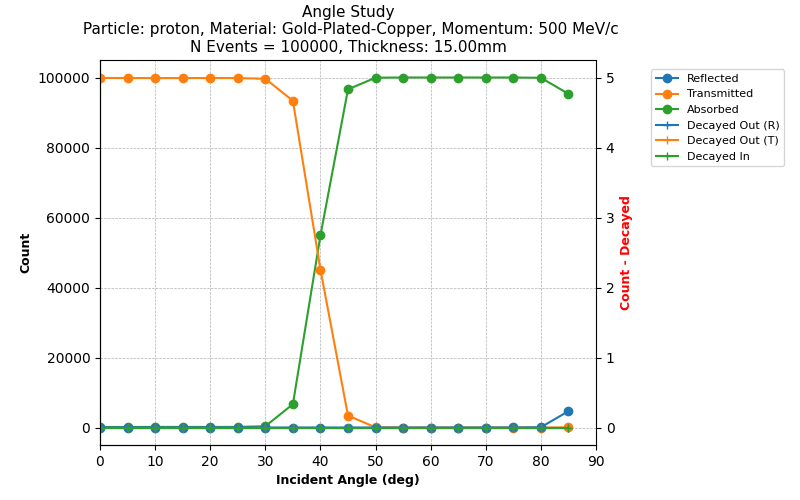 Angle Study
Particle: proton, Material: Gold-Plated-Copper, Momentum: 500 MeV/c
N Events = 100000, Thickness: 15.00mm
Count
100000
80000
60000
40000
20000
0
0 10 20 30 40 50 60 70 80 90
Incident Angle (deg)
5
4
3
2
1
0
Count - Decayed
Reflected
Transmitted
Absorbed
Decayed Out (R)
Decayed Out (T)
Decayed In